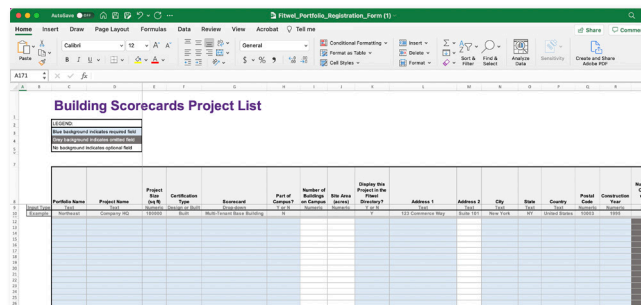 AutoSave OFF Fitwel_Portfolio_Registration_Form (1)
Home Insert Draw Page Layout Formulas Data Review View Acrobat Tell me Share Comme
Paste Calibri 12 A A General Conditional Formatting Insert
B I U A $ % 9 Format as Table Delete Sort & Filter Find & Select Analyze Data Sensitivity Create and Share Adobe PDF
Cell Styles Format
A171 fx
Building Scorecards Project List
LEGEND:
Blue background indicates required field
Grey background indicates omitted field
No background indicates optional field
Portfolio Name Project Name Project Size (sq ft) Certification Type Scorecard Part of Campus? Number of Buildings on Campus Site Area (acres) Display this Project in the Fitwel Directory? Address 1 Address 2 City State Country Postal Code Construction Year
Input Type Text Text Numeric Design or Built Dropdown Y or N Numeric Numeric Y or N Text Text Text Text Text Numeric Numeric
Example Northeast Company HQ 100000 Built Multi-Tenant Base Building N Y 123 Commerce Way Suite 101 New York NY United States 10003 1980